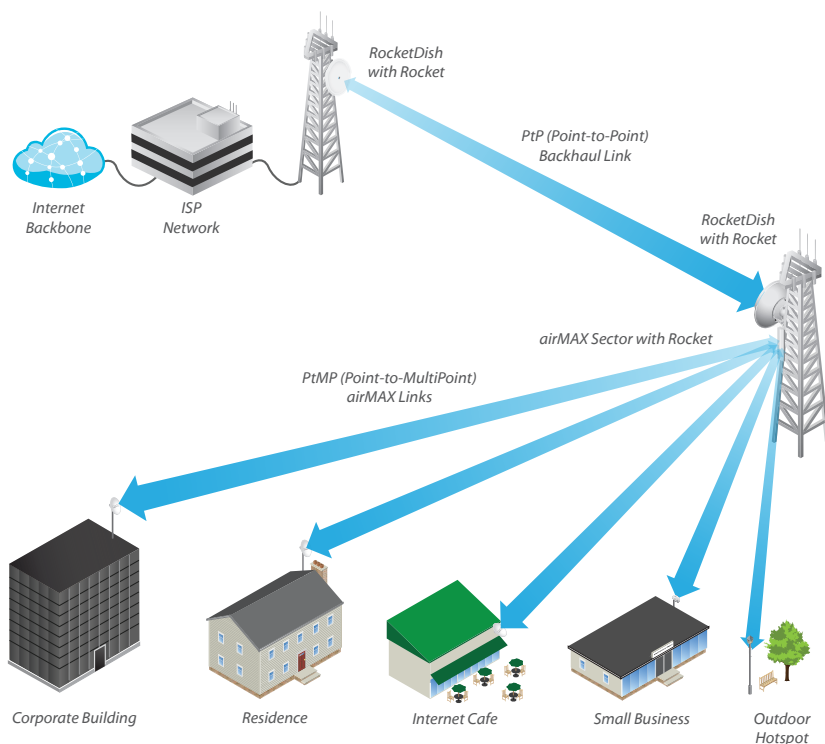 RocketDish
with Rocket
PtP (Point-to-Point)
Backhaul Link
Internet
Backbone
ISP
Network
RocketDish
with Rocket
airMAX Sector with Rocket
PtMP (Point-to-MultiPoint)
airMAX Links
Corporate Building
Residence
Internet Cafe
Small Business
Outdoor
Hotspot